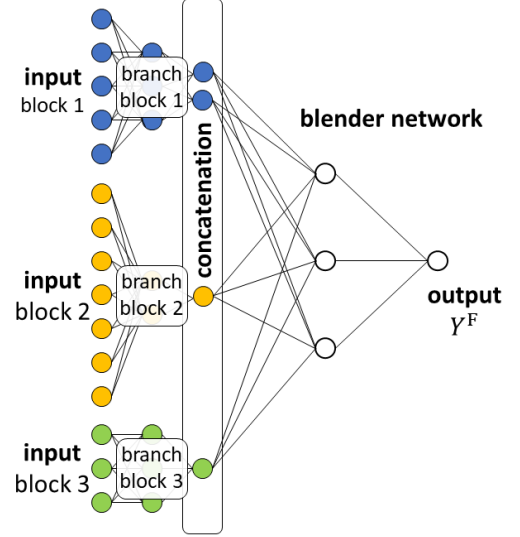 input
block 1
branch
block 1
concatenation
blender network
input
block 2
branch
block 2
output
Y^F
input
block 3
branch
block 3